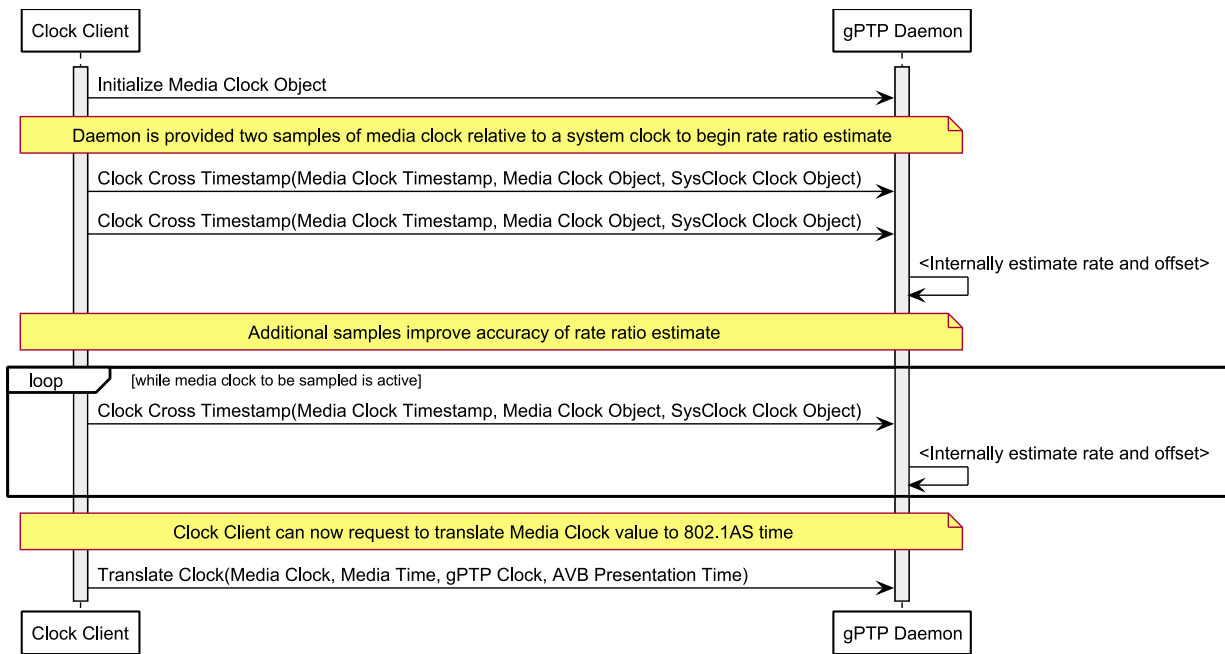 Clock Client
gPTP Daemon
Initialize Media Clock Object
Daemon is provided two samples of media clock relative to a system clock to begin rate ratio estimate
Clock Cross Timestamp(Media Clock Timestamp, Media Clock Object, SysClock Clock Object)
Clock Cross Timestamp(Media Clock Timestamp, Media Clock Object, SysClock Clock Object)
<Internally estimate rate and offset>
Additional samples improve accuracy of rate ratio estimate
loop
[while media clock to be sampled is active]
Clock Cross Timestamp(Media Clock Timestamp, Media Clock Object, SysClock Clock Object)
<Internally estimate rate and offset>
Clock Client can now request to translate Media Clock value to 802.1AS time
Translate Clock(Media Clock, Media Time, gPTP Clock, AVB Presentation Time)
Clock Client
gPTP Daemon